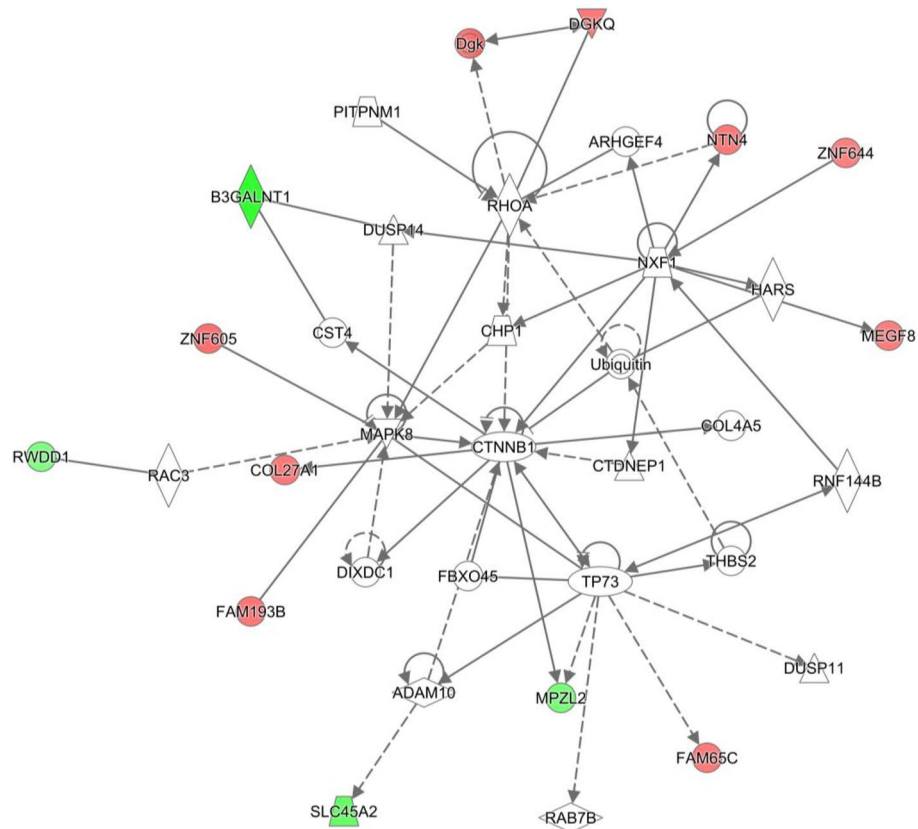 DGKQ
Dgk
PITPNM1
ARHGEF4
NTN4
ZNF644
B3GALNT1
RHOA
DUSP14
NXF1
HARS
ZNF605
CST4
CHP1
MEGF8
Ubiquitin
MAPK8
CTNNB1
COL4A5
RWDD1
RAC3
COL27A1
CTDNEP1
RNF144B
DIXDC1
FBXO45
TP73
THBS2
FAM193B
ADAM10
MPZL2
DUSP11
FAM65C
SLC45A2
RAB7B